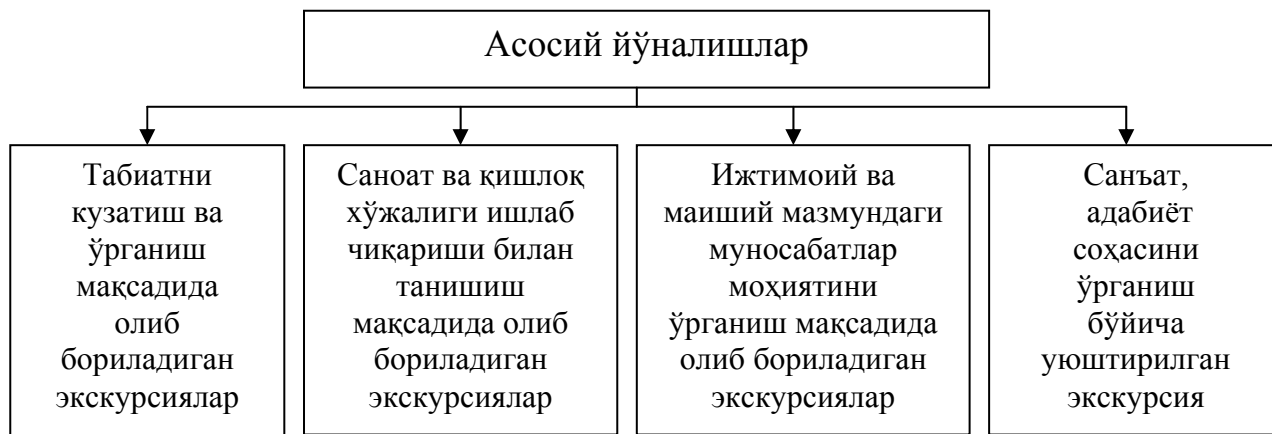 Асосий йўналишлар
Табиатни
кузатиш ва
ўрганиш
мақсадида
олиб
бориладиган
экскурсиялар
Саноат ва қишлоқ
хўжалиги ишлаб
чиқариши билан
танишиш
мақсадида олиб
бориладиган
экскурсиялар
Ижтимоий ва
маиший мазмундаги
муносабатлар
моҳиятини
ўрганиш мақсадида
олиб бориладиган
экскурсиялар
Санъат,
адабиёт
соҳасини
ўрганиш
бўйича
уюштирилган
экскурсия